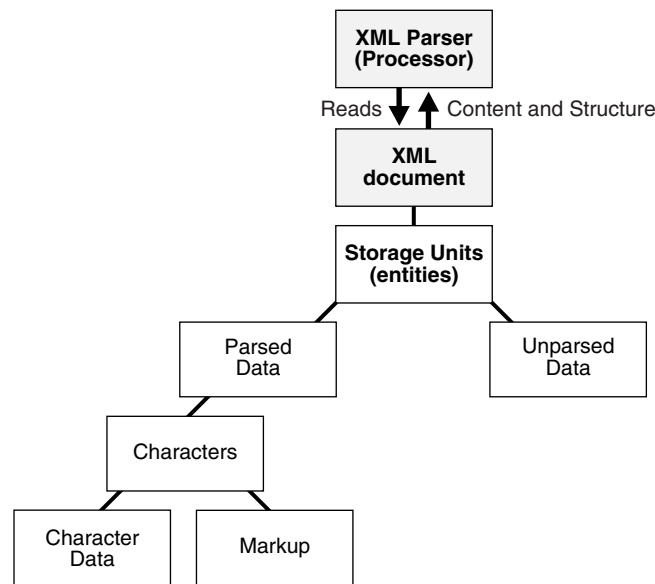 XML Parser
(Processor)
Reads
Content and Structure
XML
document
Storage Units
(entities)
Parsed
Data
Unparsed
Data
Characters
Character
Data
Markup